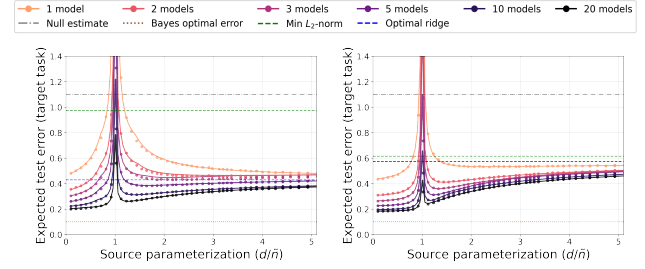 1 model 2 models 3 models 5 models 10 models 20 models
Null estimate Bayes optimal error Min L₂-norm Optimal ridge
Expected test error (target task)
1.4
1.2
1.0
0.8
0.6
0.4
0.2
0.0
0 1 2 3 4 5
Source parameterization (d/ñ)
Expected test error (target task)
1.4
1.2
1.0
0.8
0.6
0.4
0.2
0.0
0 1 2 3 4 5
Source parameterization (d/ñ)